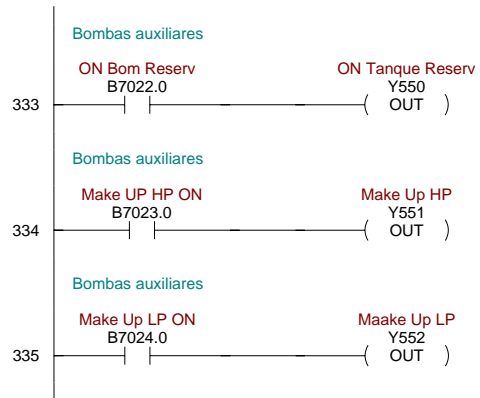 Bombas auxiliares
ON Bom Reserv
ON Tanque Reserv
B7022.0
Y550
333
OUT
Bombas auxiliares
Make UP HP ON
Make Up HP
B7023.0
Y551
334
OUT
Bombas auxiliares
Make Up LP ON
Maake Up LP
B7024.0
Y552
335
OUT